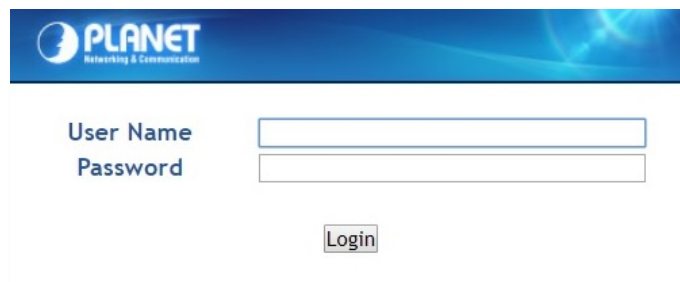 PLANET
Networking & Communication
User Name
Password
Login